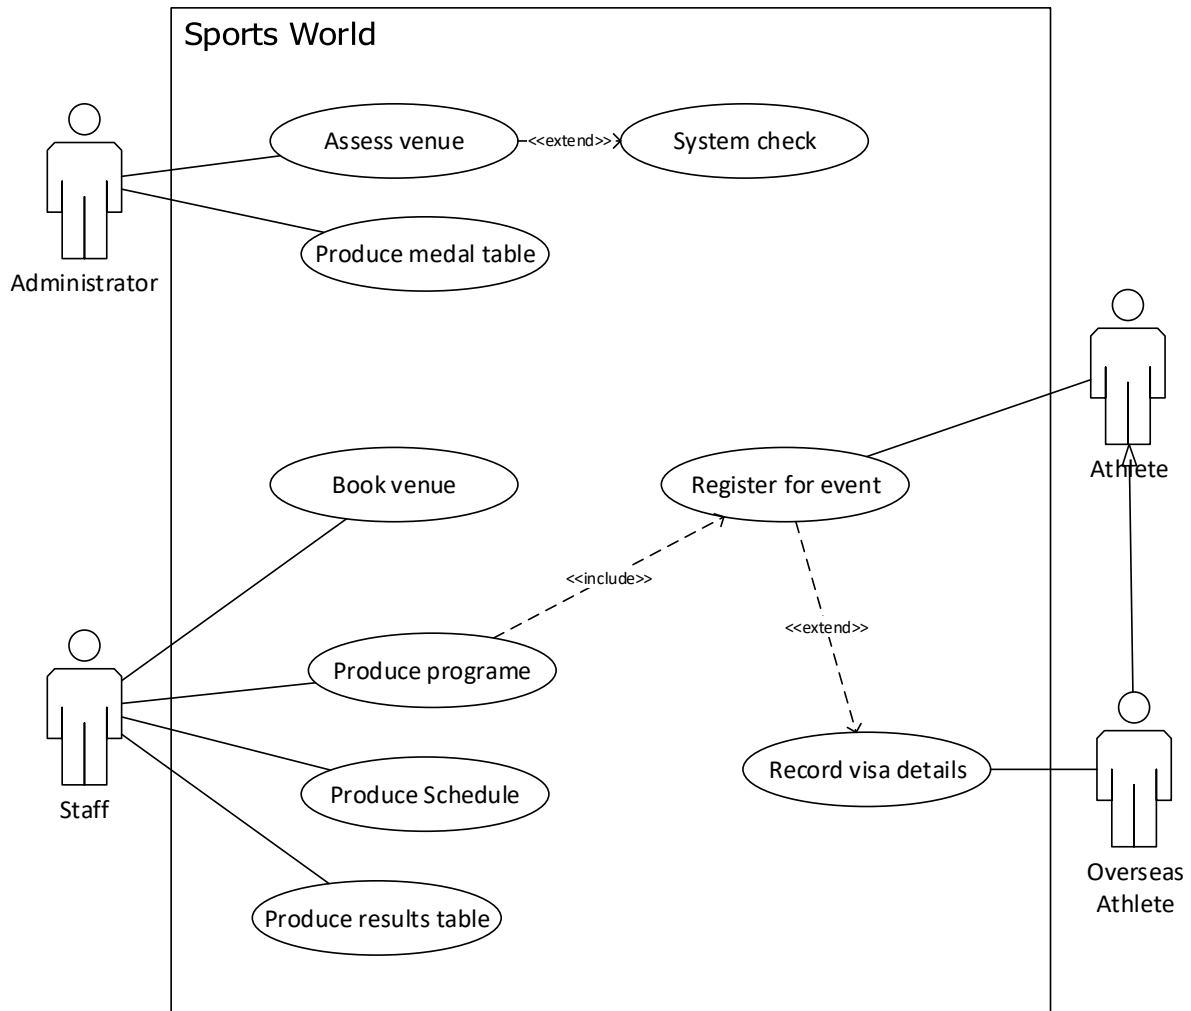 Sports World
Assess venue
<<extend>>
System check
Produce medal table
Administrator
Athlete
Book venue
Register for event
<<include>>
<<extend>>
Produce programe
Record visa details
Produce Schedule
Staff
Overseas
Athlete
Produce results table